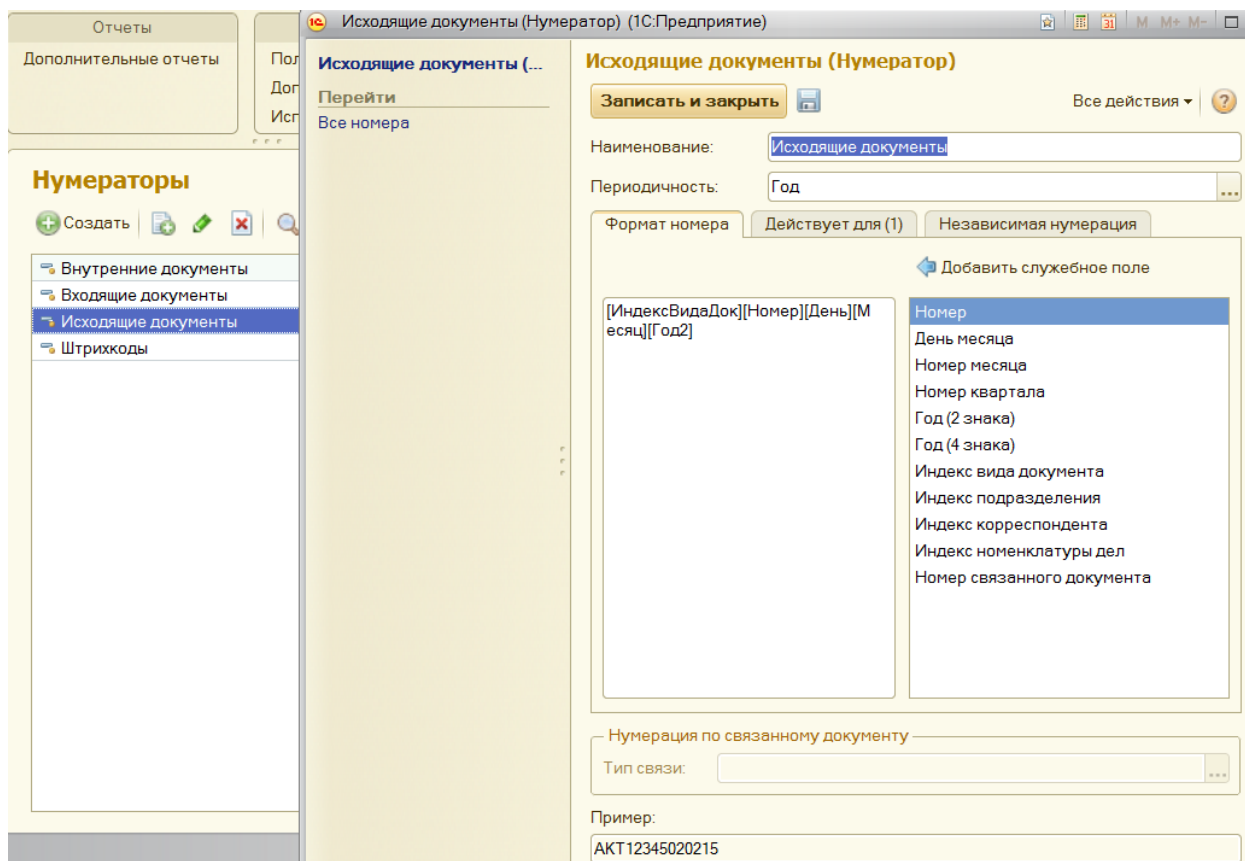 Отчеты
Дополнительные отчеты
Исходящие документы (Нумератор) (1С:Предприятие)
31 M M+ M-
Исходящие документы (...
Перейти
Все номера
Исходящие документы (Нумератор)
Записать и закрыть
Все действия
?
Наименование: Исходящие документы
Периодичность: Год ...
Формат номера Действует для (1) Независимая нумерация
Добавить служебное поле
[ИндексВидаДок][Номер][День][М
есяц][Год2]
Номер
День месяца
Номер месяца
Номер квартала
Год (2 знака)
Год (4 знака)
Индекс вида документа
Индекс подразделения
Индекс корреспондента
Индекс номенклатуры дел
Номер связанного документа
Нумерация по связанному документу
Тип связи: ...
Пример:
АКТ12345020215
Нумераторы
Создать
Внутренние документы
Входящие документы
Исходящие документы
Штрихкоды